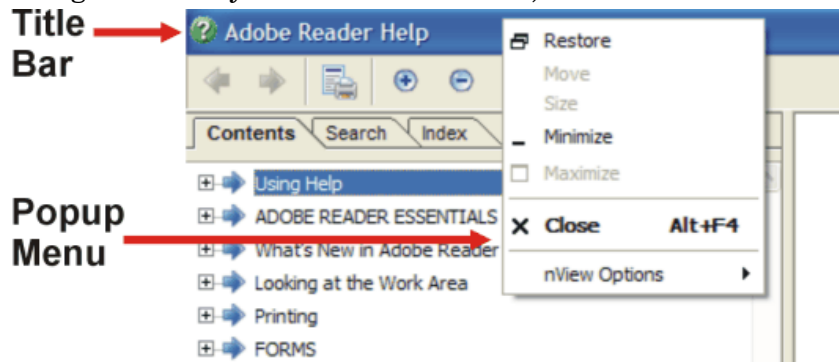 Title
Bar
Adobe Reader Help
Restore
Move
Size
Minimize
Maximize
Close Alt+F4
nView Options
Contents Search Index
Using Help
ADOBE READER ESSENTIALS
What's New in Adobe Reader
Looking at the Work Area
Printing
FORMS
Popup
Menu